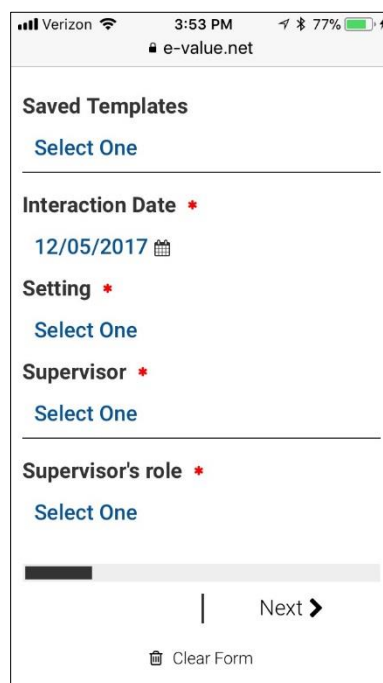 Verizon 3:53 PM 77%
e-value.net
Saved Templates
Select One
Interaction Date *
12/05/2017
Setting *
Select One
Supervisor *
Select One
Supervisor's role *
Select One
Next
Clear Form